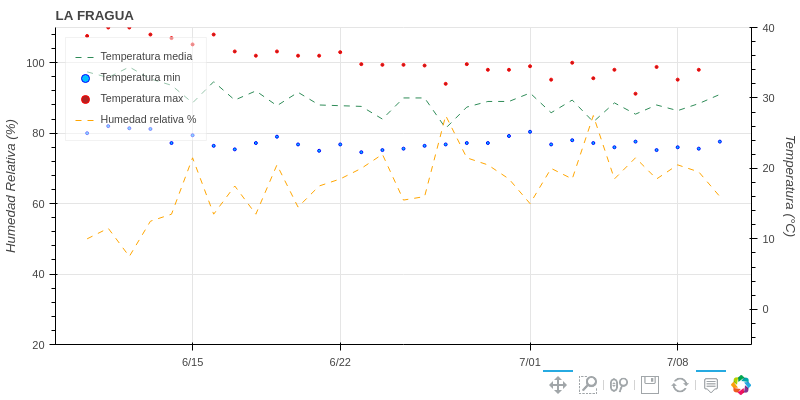 LA FRAGUA
Temperatura media
Temperatura min
Temperatura max
Humedad relativa %
Humedad Relativa (%)
100
80
60
40
20
Temperatura (°C)
40
30
20
10
0
6/15
6/22
7/01
7/08